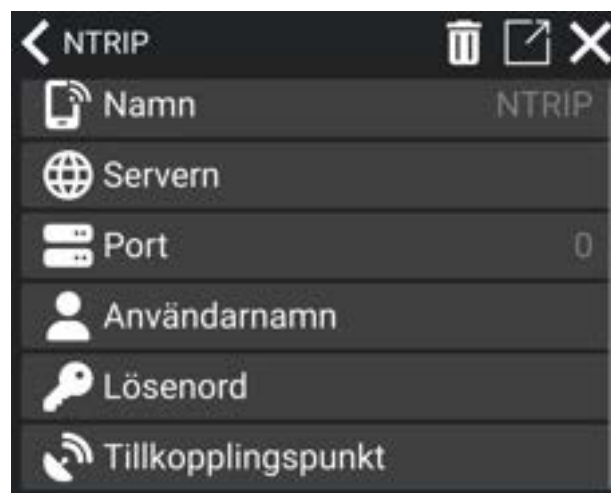 NTRIP
Namn NTRIP
Servern
Port 0
Användarnamn
Lösenord
Tillkopplingspunkt